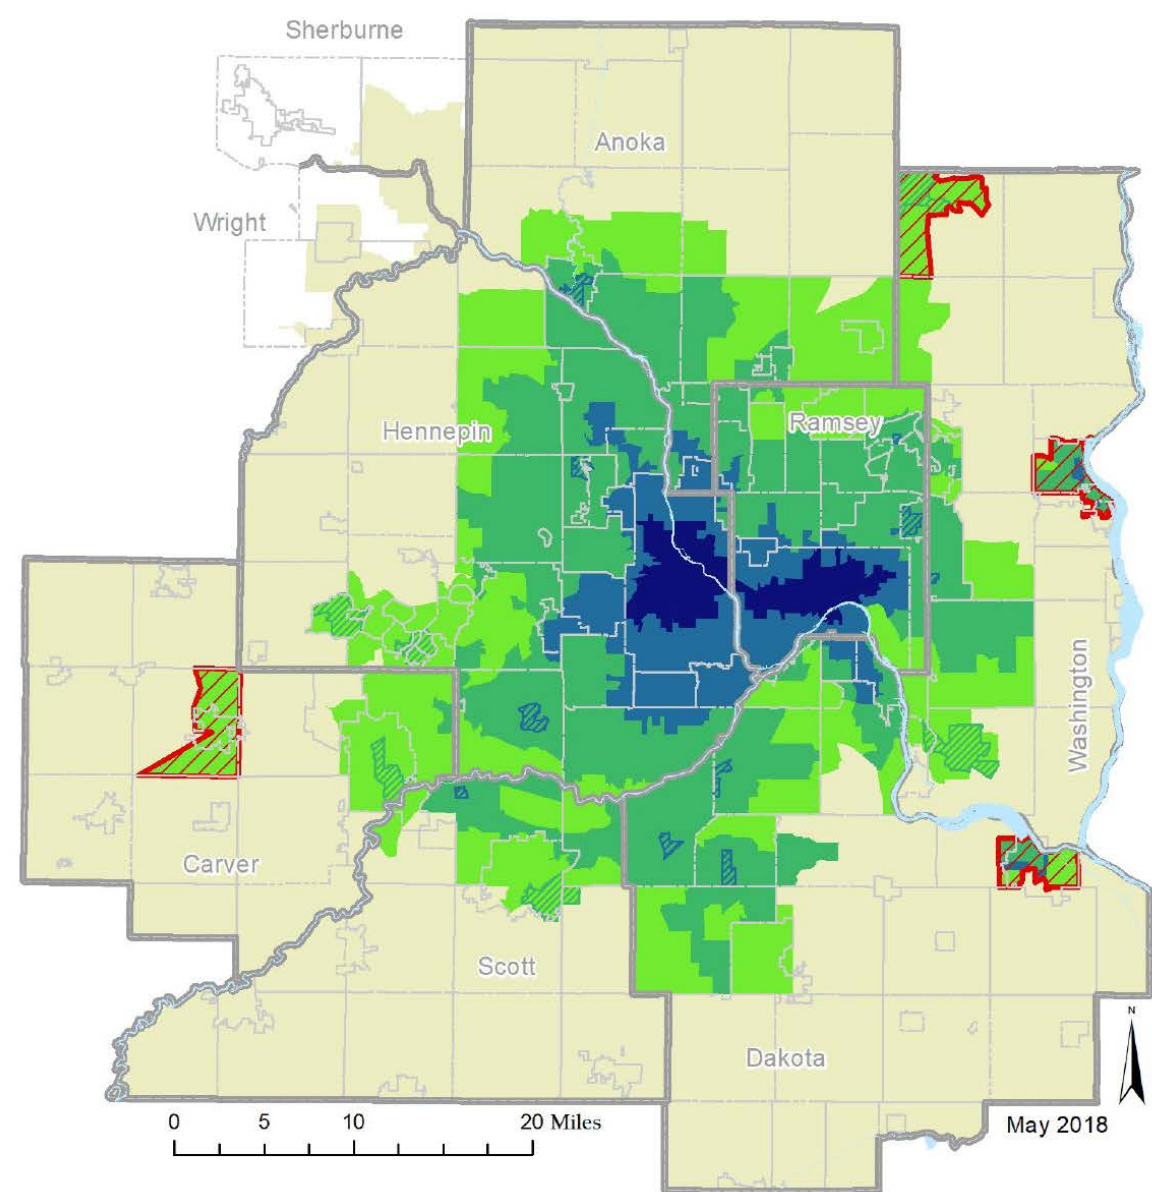 Sherburne
Anoka
Wright
Ramsey
Hennepin
Washington
Carver
Scott
Dakota
N
0 5 10 20 Miles
May 2018